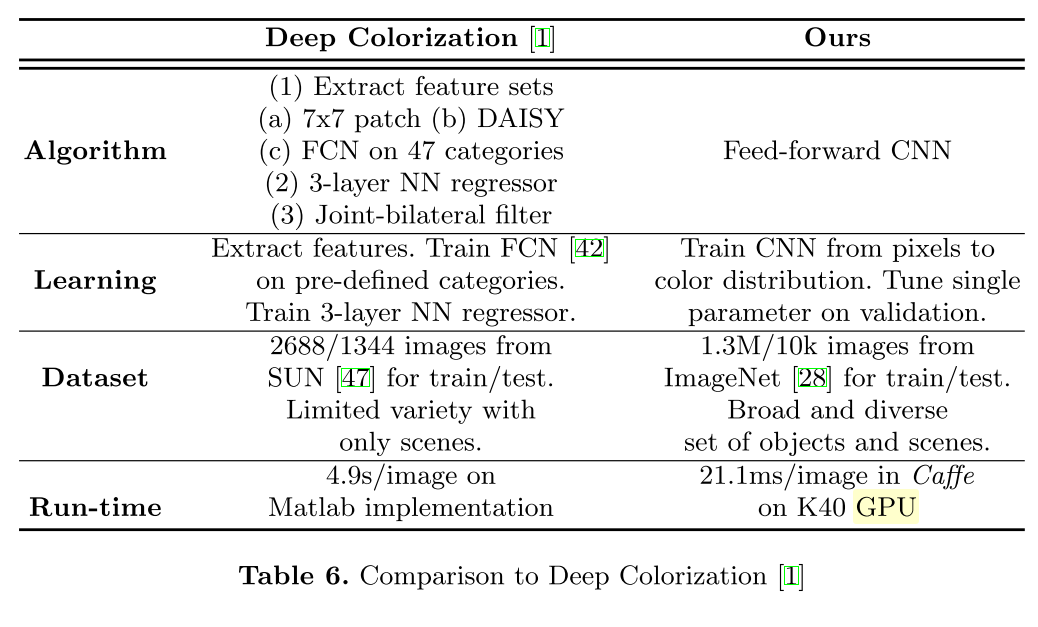 Deep Colorization [1] Ours
Algorithm
(1) Extract feature sets
(a) 7x7 patch (b) DAISY
(c) FCN on 47 categories
(2) 3-layer NN regressor
(3) Joint-bilateral filter
Feed-forward CNN
Learning
Extract features. Train FCN [42]
on pre-defined categories.
Train 3-layer NN regressor.
Train CNN from pixels to
color distribution. Tune single
parameter on validation.
Dataset
2688/1344 images from
SUN [47] for train/test.
Limited variety with
only scenes.
1.3M/10k images from
ImageNet [28] for train/test.
Broad and diverse
set of objects and scenes.
Run-time
4.9s/image on
Matlab implementation
21.1ms/image in Caffe
on K40 GPU
Table 6. Comparison to Deep Colorization [1]